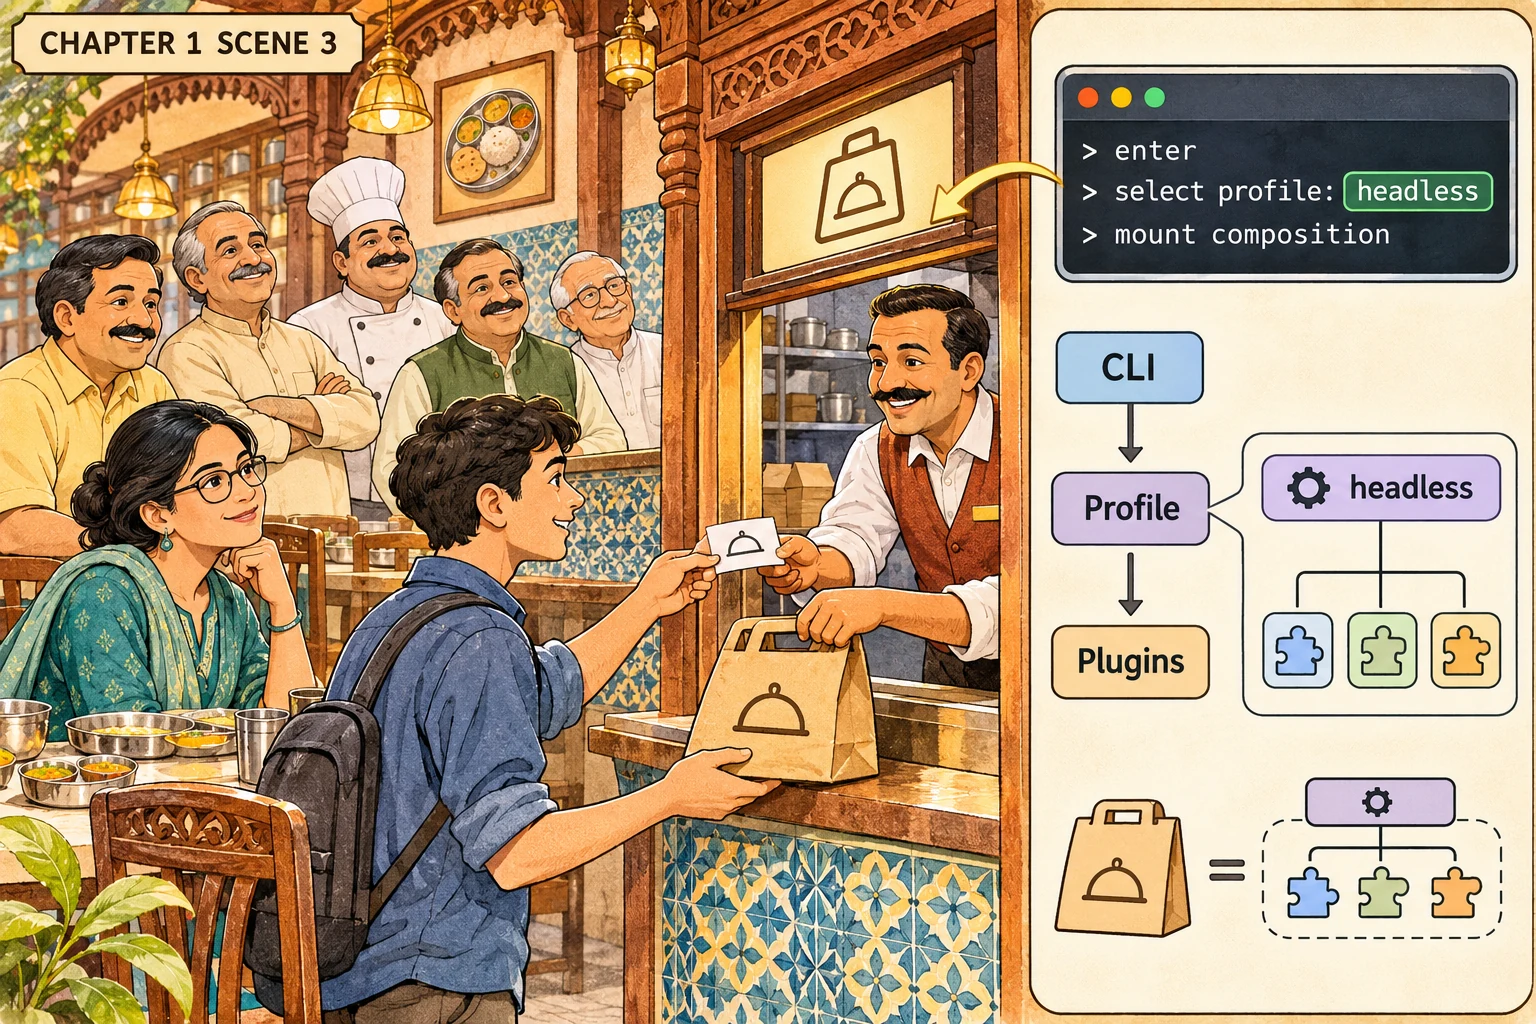 CHAPTER 1 SCENE 3
> enter
> select profile: headless
> mount composition
CLI
Profile
headless
Plugins
=